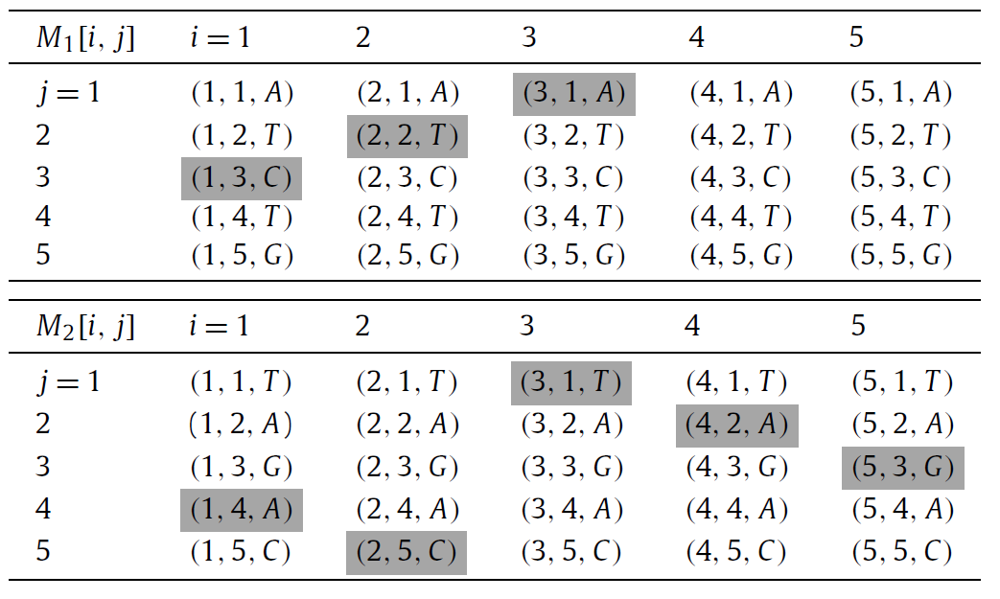 M₁[i, j] i = 1 2 3 4 5
j = 1 (1, 1, A) (2, 1, A) (3, 1, A) (4, 1, A) (5, 1, A)
2 (1, 2, T) (2, 2, T) (3, 2, T) (4, 2, T) (5, 2, T)
3 (1, 3, C) (2, 3, C) (3, 3, C) (4, 3, C) (5, 3, C)
4 (1, 4, T) (2, 4, T) (3, 4, T) (4, 4, T) (5, 4, T)
5 (1, 5, G) (2, 5, G) (3, 5, G) (4, 5, G) (5, 5, G)
M₂[i, j] i = 1 2 3 4 5
j = 1 (1, 1, T) (2, 1, T) (3, 1, T) (4, 1, T) (5, 1, T)
2 (1, 2, A) (2, 2, A) (3, 2, A) (4, 2, A) (5, 2, A)
3 (1, 3, G) (2, 3, G) (3, 3, G) (4, 3, G) (5, 3, G)
4 (1, 4, A) (2, 4, A) (3, 4, A) (4, 4, A) (5, 4, A)
5 (1, 5, C) (2, 5, C) (3, 5, C) (4, 5, C) (5, 5, C)